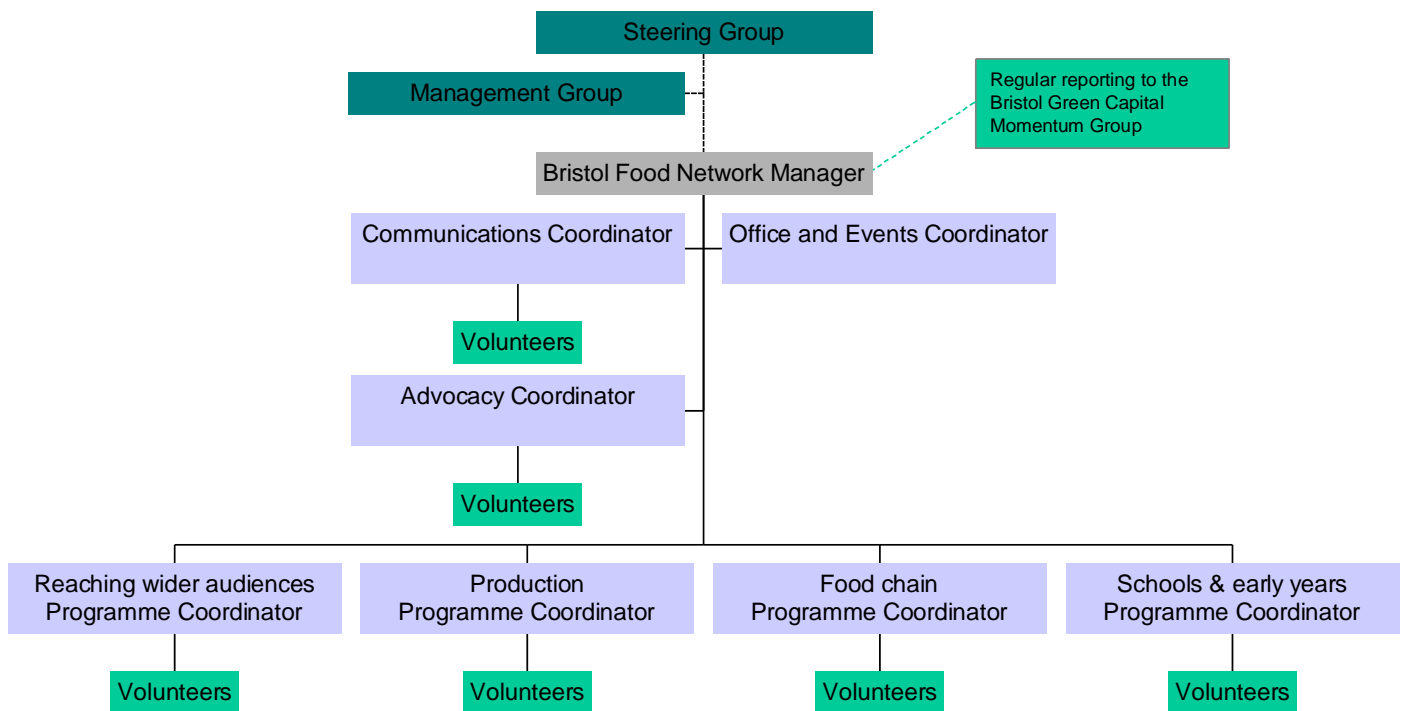 Steering Group
Management Group
Regular reporting to the
Bristol Green Capital
Momentum Group
Bristol Food Network Manager
Communications Coordinator
Office and Events Coordinator
Volunteers
Advocacy Coordinator
Volunteers
Reaching wider audiences
Programme Coordinator
Production
Programme Coordinator
Food chain
Programme Coordinator
Schools & early years
Programme Coordinator
Volunteers
Volunteers
Volunteers
Volunteers